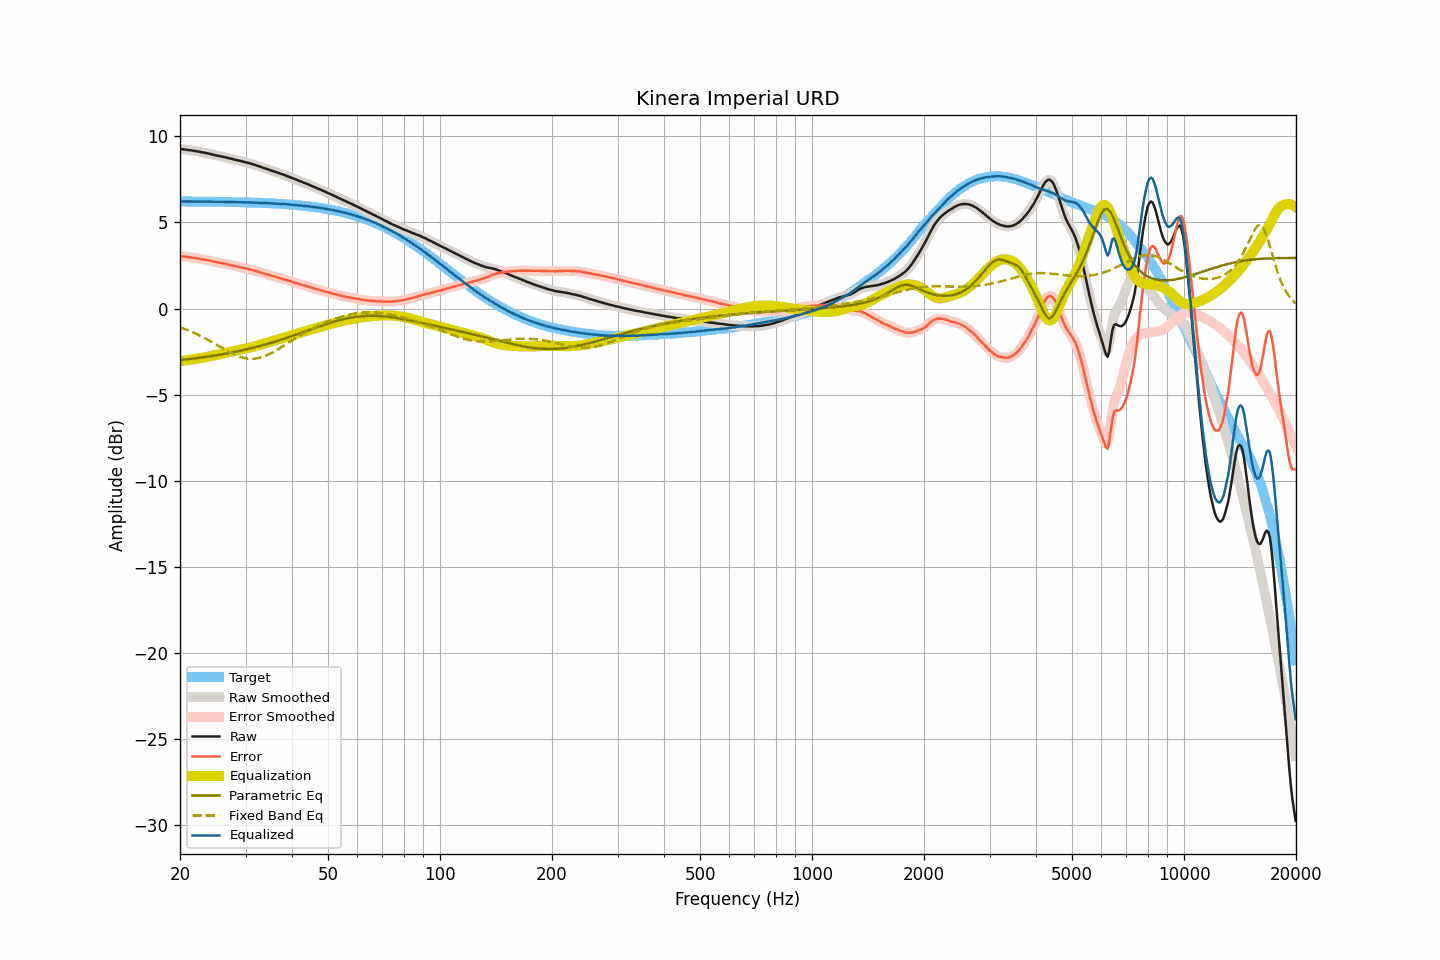 Kinera Imperial URD
10
5
0
−5
−10
−15
−20
−25
−30
Amplitude (dBr)
Target
Raw Smoothed
Error Smoothed
Raw
Error
Equalization
Parametric Eq
Fixed Band Eq
Equalized
20 50 100 200 500 1000 2000 5000 10000 20000
Frequency (Hz)